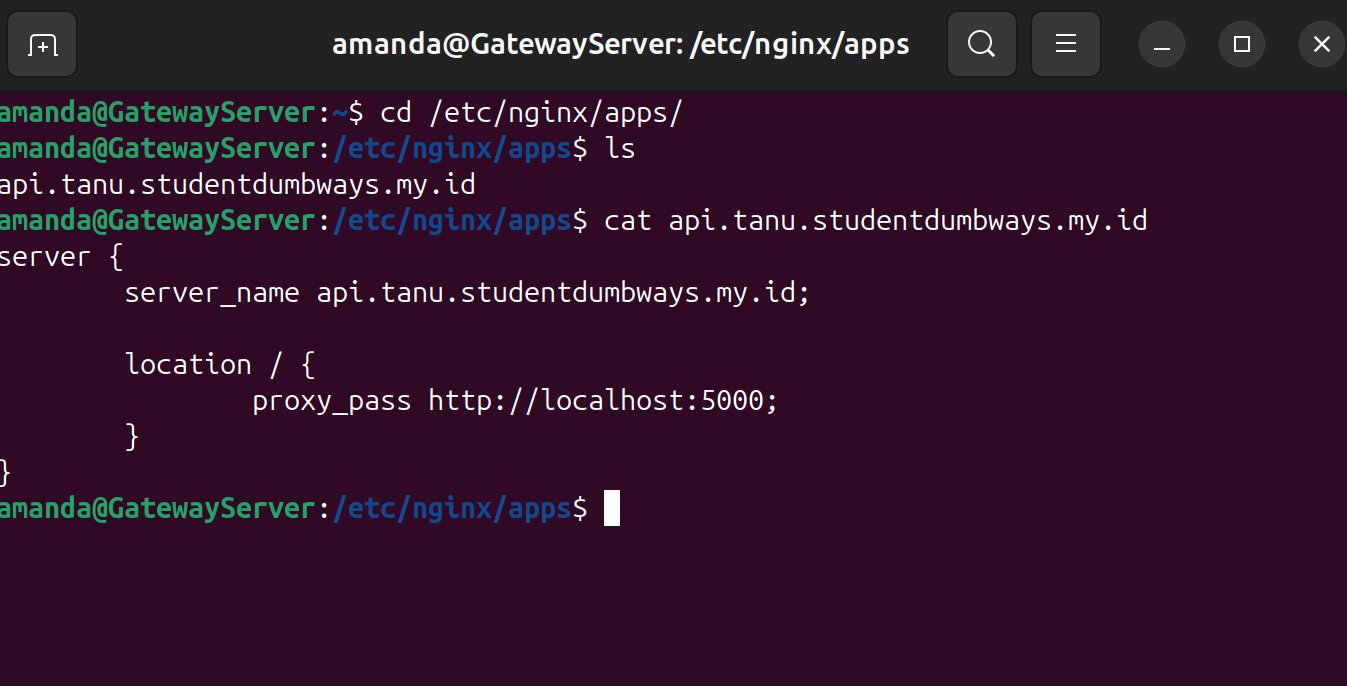 amanda@GatewayServer: /etc/nginx/apps
amanda@GatewayServer:~$ cd /etc/nginx/apps/
amanda@GatewayServer:/etc/nginx/apps$ ls
api.tanu.studentdumbways.my.id
amanda@GatewayServer:/etc/nginx/apps$ cat api.tanu.studentdumbways.my.id
server {
        server_name api.tanu.studentdumbways.my.id;

        location / {
                proxy_pass http://localhost:5000;
        }
}
amanda@GatewayServer:/etc/nginx/apps$